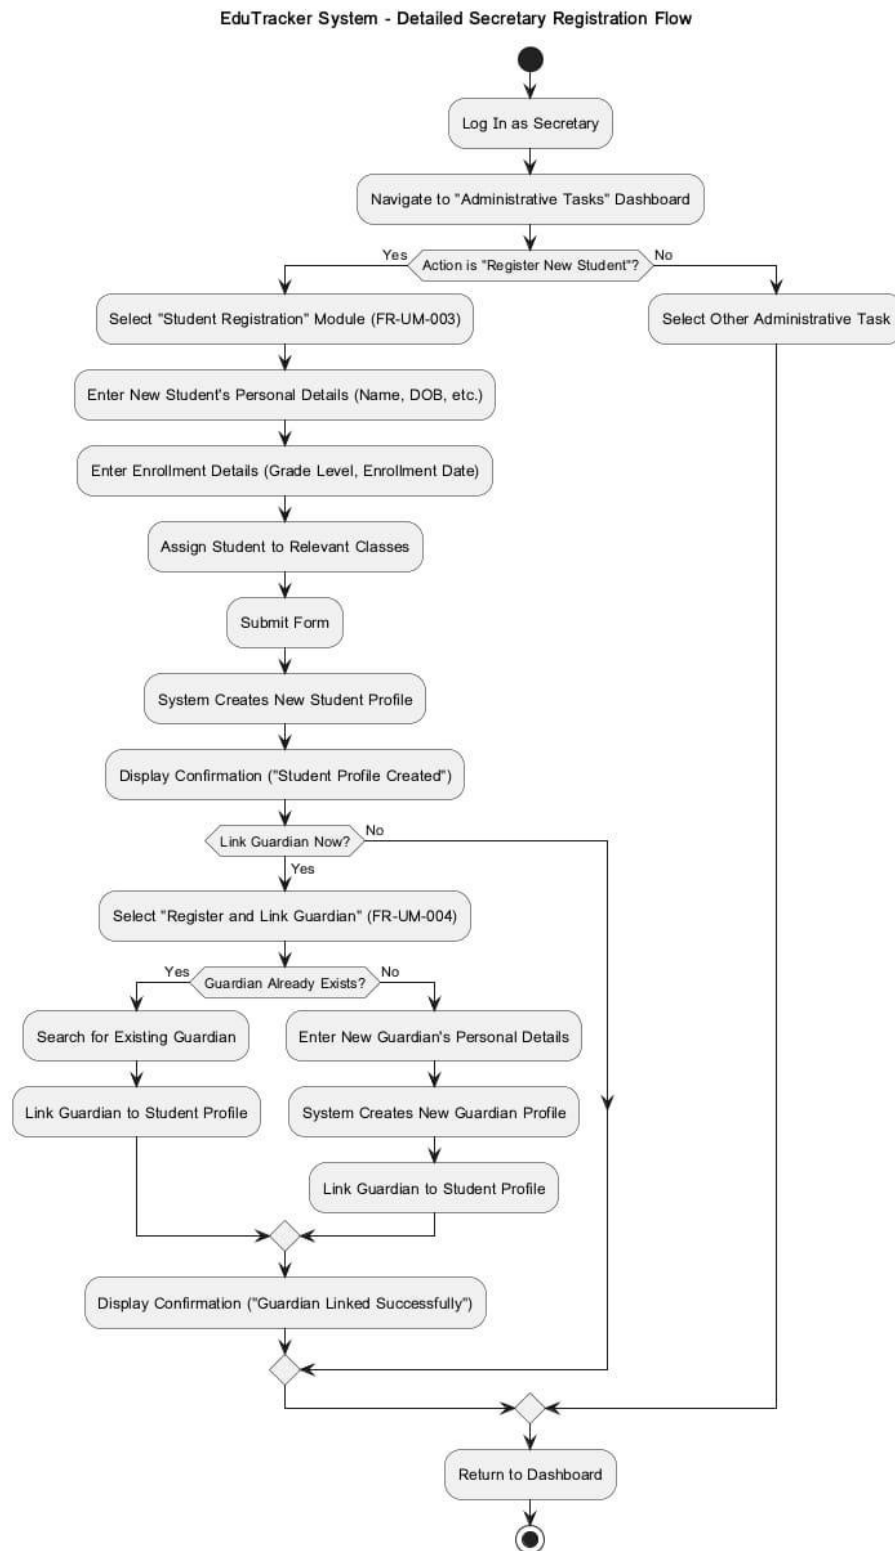 EduTracker System - Detailed Secretary Registration Flow
Log In as Secretary
Navigate to "Administrative Tasks" Dashboard
Yes
Action is "Register New Student"?
No
Select "Student Registration" Module (FR-UM-003)
Select Other Administrative Task
Enter New Student's Personal Details (Name, DOB, etc.)
Enter Enrollment Details (Grade Level, Enrollment Date)
Assign Student to Relevant Classes
Submit Form
System Creates New Student Profile
Display Confirmation ("Student Profile Created")
Link Guardian Now?
No
Yes
Select "Register and Link Guardian" (FR-UM-004)
Yes
Guardian Already Exists?
No
Search for Existing Guardian
Enter New Guardian's Personal Details
Link Guardian to Student Profile
System Creates New Guardian Profile
Link Guardian to Student Profile
Display Confirmation ("Guardian Linked Successfully")
Return to Dashboard